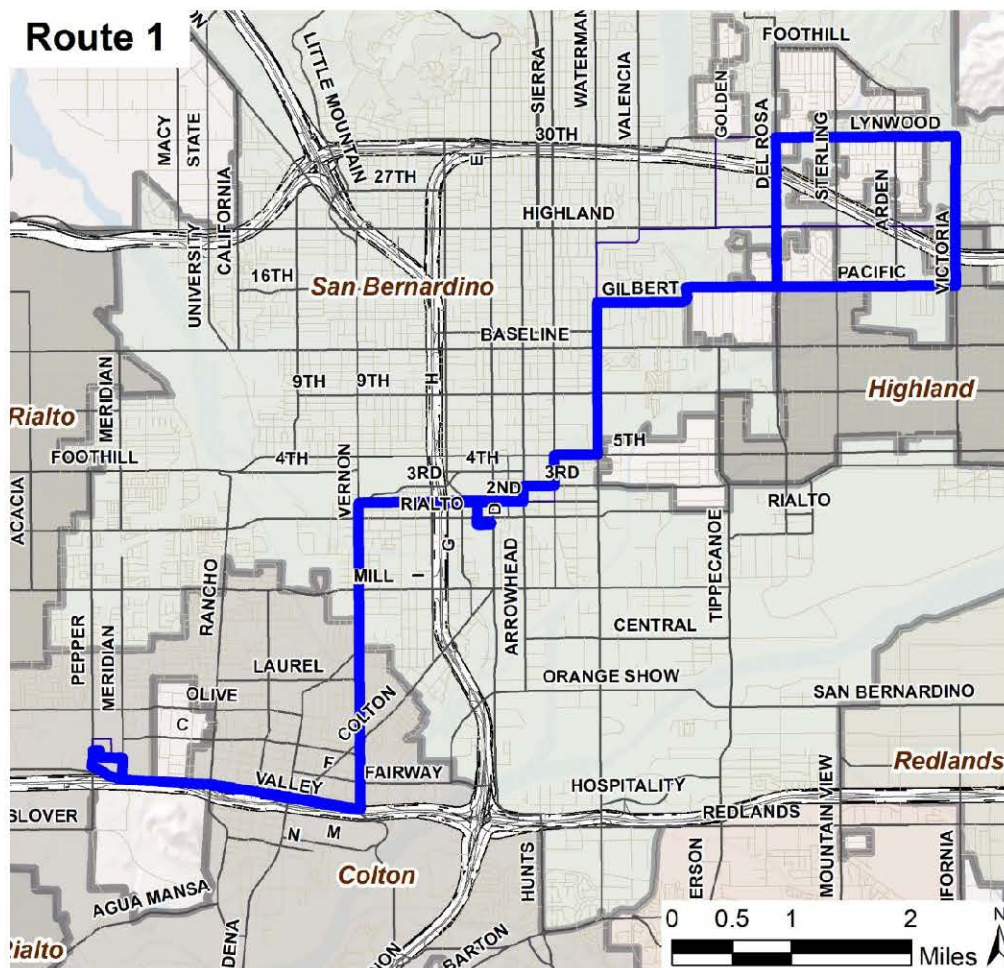 Route 1
LITTLE MOUNTAIN
SIERRA
WATERMAN
VALENCIA
FOOTHILL
MACY
STATE
CALIFORNIA
UNIVERSITY
GOLDEN
DEL ROSA
STERLING
LYNWOOD
30TH
E
27TH
HIGHLAND
ARDEN
VICTORIA
PACIFIC
16TH
San Bernardino
GILBERT
BASELINE
MERIDIAN
9TH
9TH
H
Highland
Rialto
FOOTHILL
4TH
VERNON
3RD
4TH
5TH
3RD
2ND
RIALTO
D
RIALTO
ACACIA
G
MILL
I
ARROWHEAD
TIPPECANOE
RANCHO
CENTRAL
PEPPER
MERIDIAN
LAUREL
ORANGE SHOW
OLIVE
C
COLTON
SAN BERNARDINO
F
FAIRWAY
VALLEY
HOSPITALITY
Redlands
MOUNTAIN VIEW
REDLANDS
SLOVER
N
M
Colton
HUNTS
ERSON
IFORNIA
AGUA MANSA
DENA
BARTON
ION
Rialto
0 0.5 1 2
Miles
N